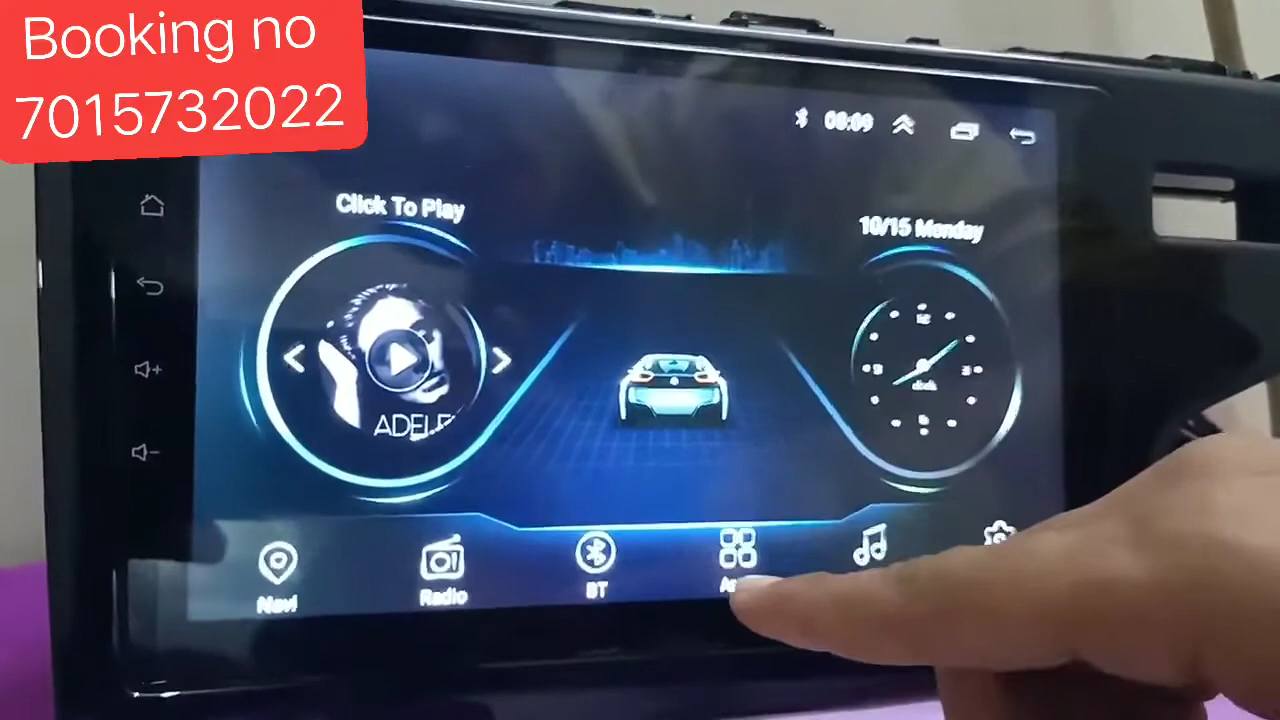 Booking no
7015732022
08:09
Click To Play
10/15 Monday
ADELE
Navi
Radio
BT